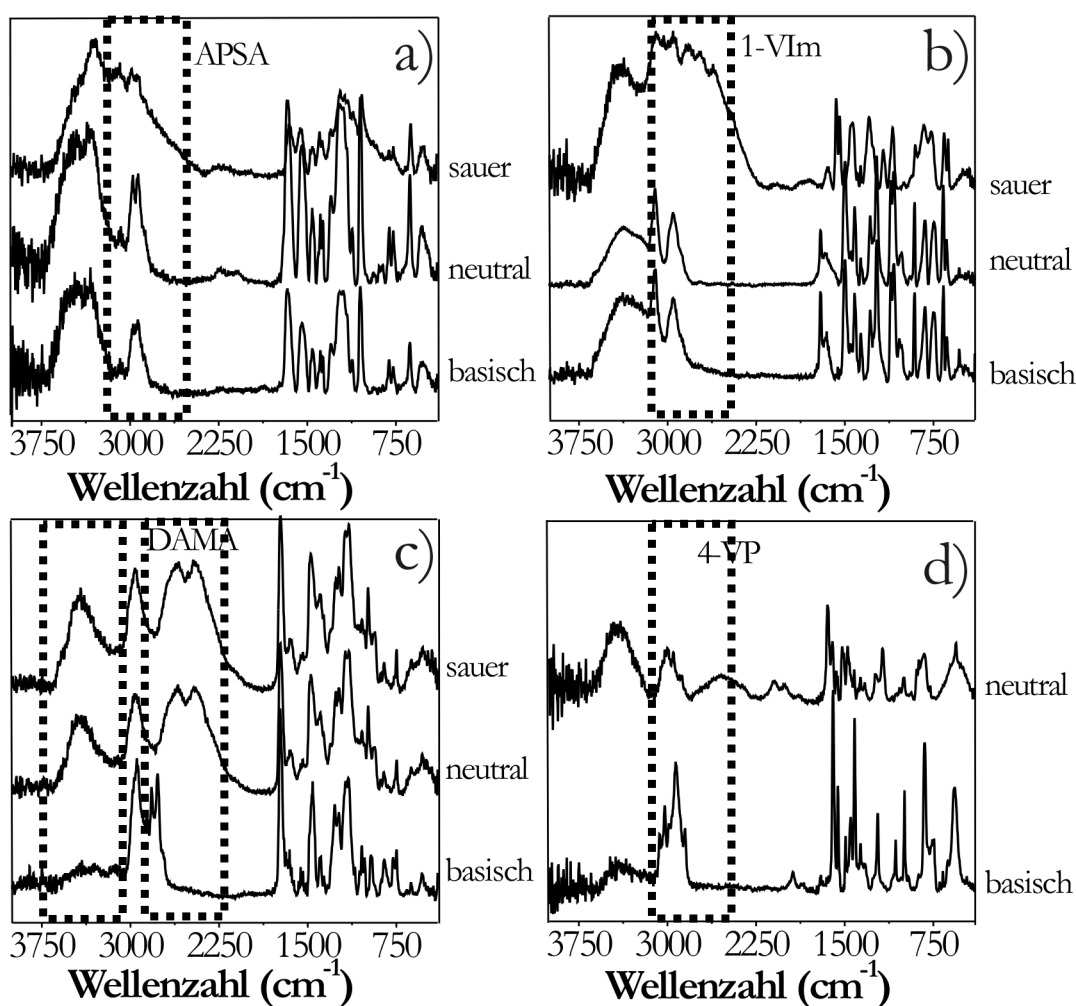 APSA
a)
sauer
neutral
basisch
3750 3000 2250 1500 750
Wellenzahl (cm-1)
1-VIm
b)
sauer
neutral
basisch
3750 3000 2250 1500 750
Wellenzahl (cm-1)
DAMA
c)
sauer
neutral
basisch
3750 3000 2250 1500 750
Wellenzahl (cm-1)
4-VP
d)
neutral
basisch
3750 3000 2250 1500 750
Wellenzahl (cm-1)